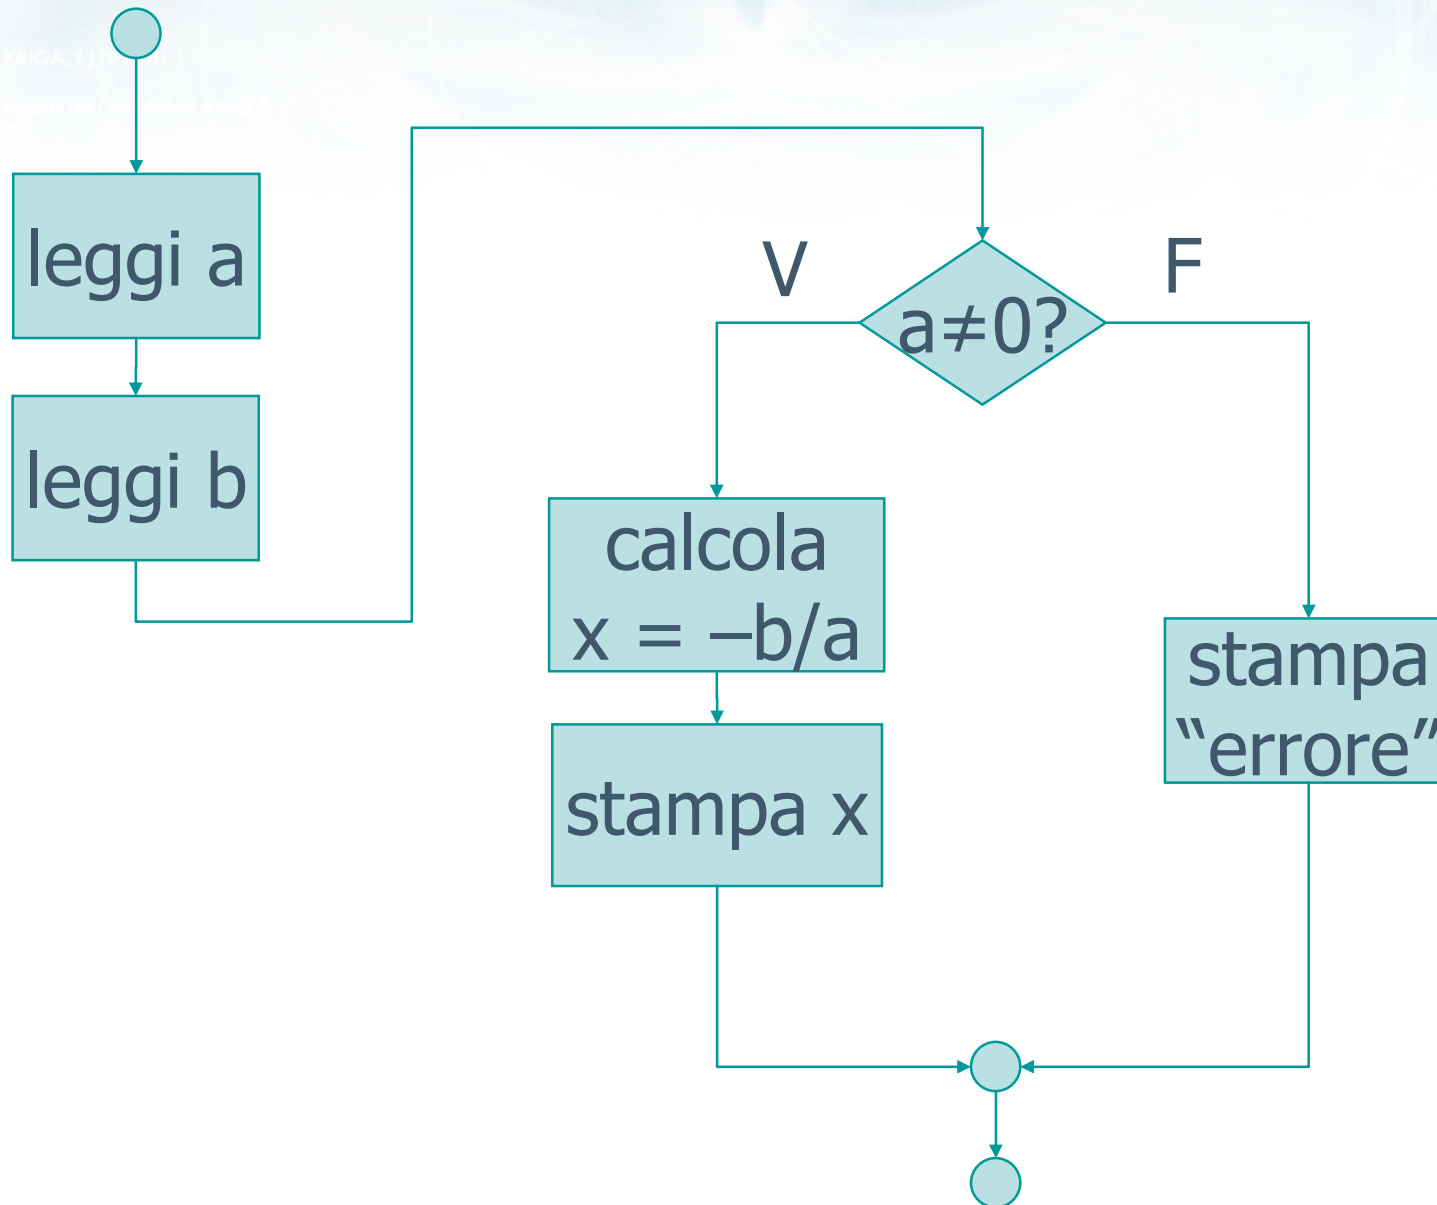 leggi a
leggi b
V
F
a≠0?
calcola
x = –b/a
stampa x
stampa
“errore”